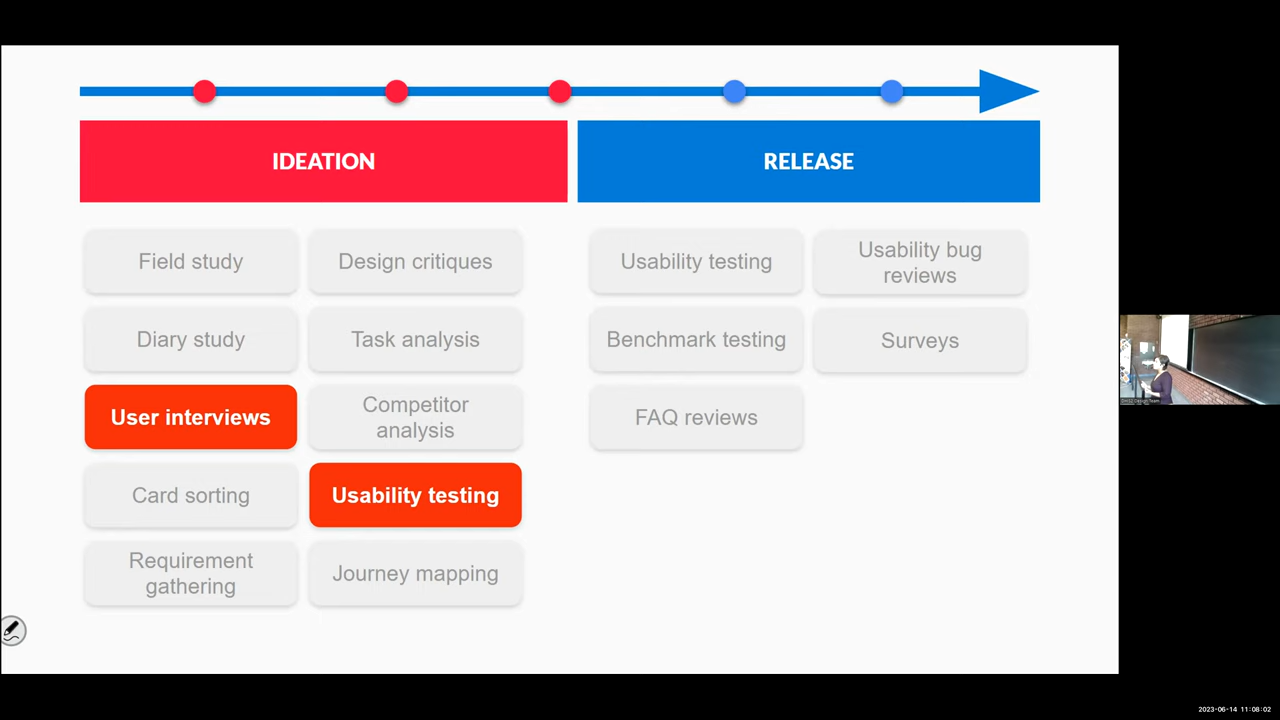 IDEATION
RELEASE
Field study
Design critiques
Usability testing
Usability bug
reviews
Diary study
Task analysis
Benchmark testing
Surveys
User interviews
Competitor
analysis
FAQ reviews
Card sorting
Usability testing
Requirement
gathering
Journey mapping
2023-06-14 11:08:02